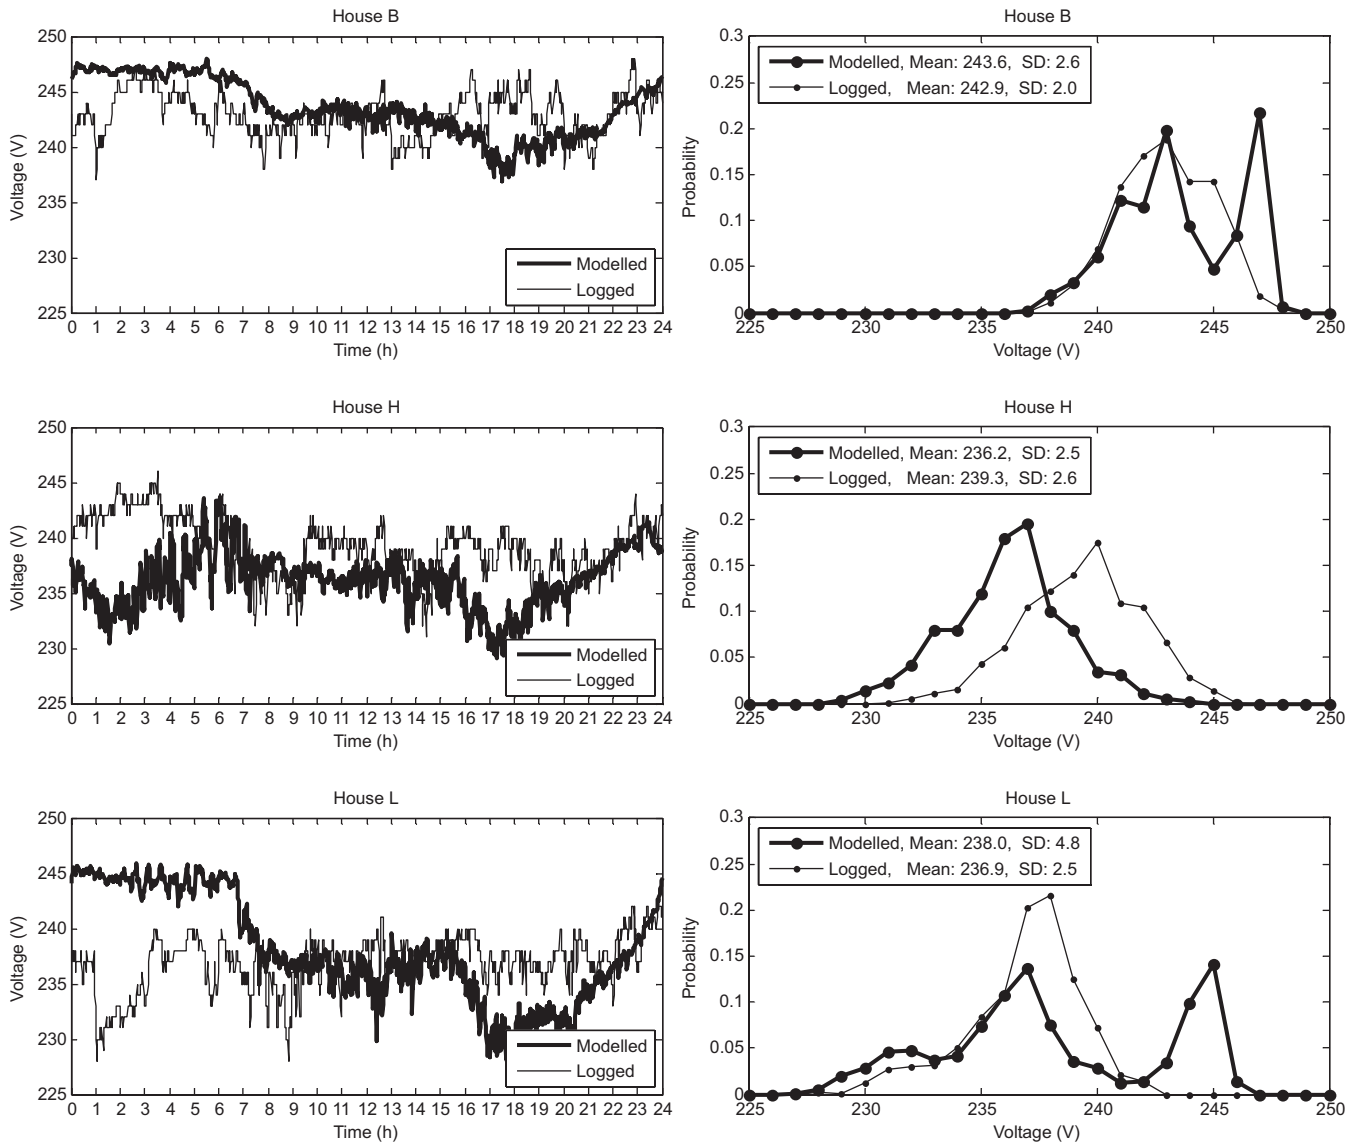 House B
250
245
240
235
230
225
Voltage (V)
Modelled
Logged
0 1 2 3 4 5 6 7 8 9 10 11 12 13 14 15 16 17 18 19 20 21 22 23 24
Time (h)
House B
0.3
0.25
0.2
0.15
0.1
0.05
0
Probability
Modelled, Mean: 243.6, SD: 2.6
Logged, Mean: 242.9, SD: 2.0
225 230 235 240 245 250
Voltage (V)
House H
250
245
240
235
230
225
Voltage (V)
Modelled
Logged
0 1 2 3 4 5 6 7 8 9 10 11 12 13 14 15 16 17 18 19 20 21 22 23 24
Time (h)
House H
0.3
0.25
0.2
0.15
0.1
0.05
0
Probability
Modelled, Mean: 236.2, SD: 2.5
Logged, Mean: 239.3, SD: 2.6
225 230 235 240 245 250
Voltage (V)
House L
250
245
240
235
230
225
Voltage (V)
Modelled
Logged
0 1 2 3 4 5 6 7 8 9 10 11 12 13 14 15 16 17 18 19 20 21 22 23 24
Time (h)
House L
0.3
0.25
0.2
0.15
0.1
0.05
0
Probability
Modelled, Mean: 238.0, SD: 4.8
Logged, Mean: 236.9, SD: 2.5
225 230 235 240 245 250
Voltage (V)